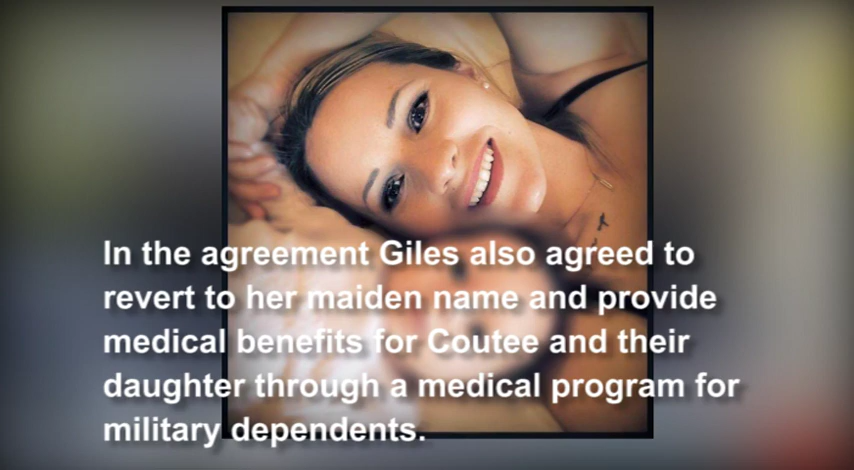 In the agreement Giles also agreed to
revert to her maiden name and provide
medical benefits for Coutee and their
daughter through a medical program for
military dependents.